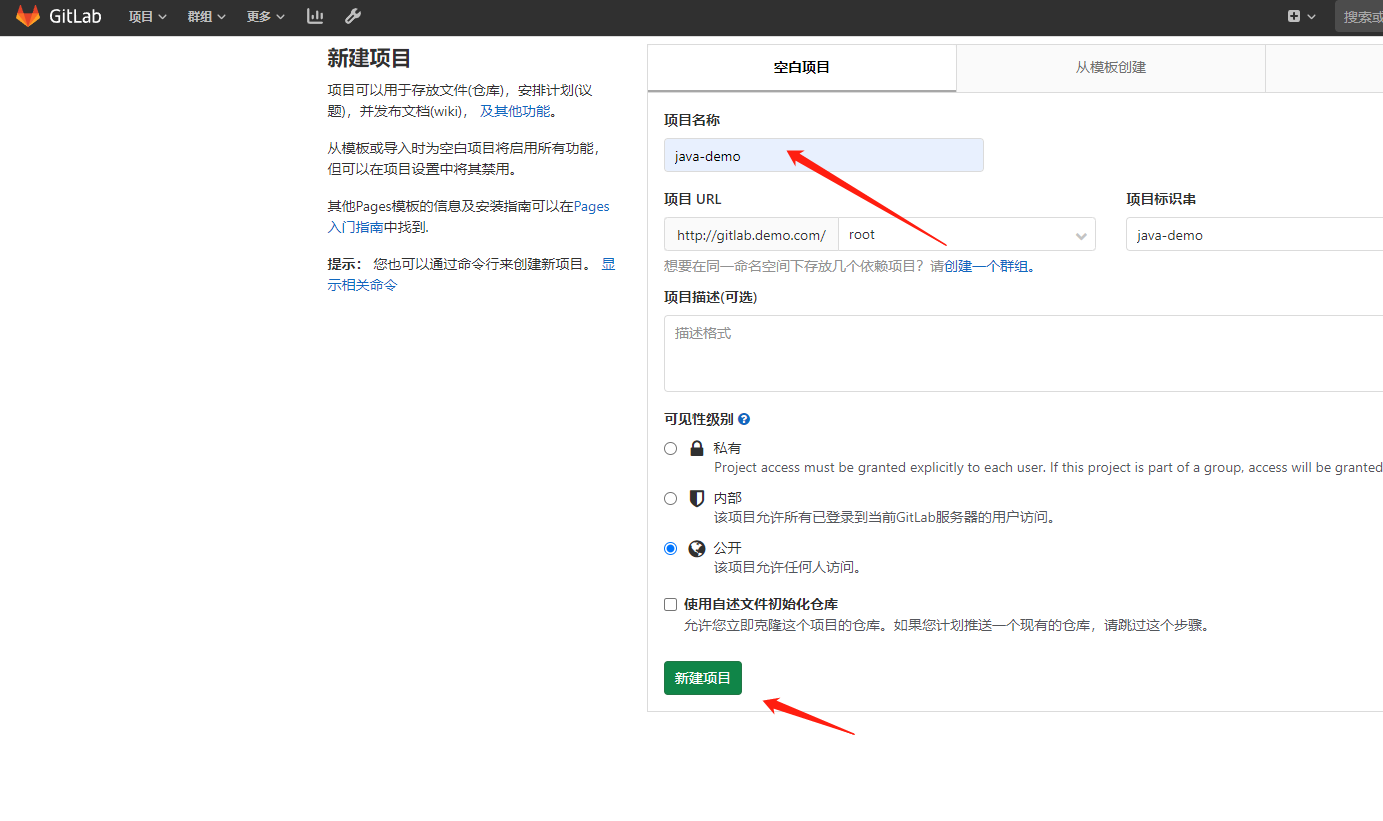 GitLab 项目 群组 更多 搜索或
新建项目
项目可以用于存放文件(仓库)，安排计划(议
题)，并发布文档(wiki)， 及其他功能。
从模板或导入时为空白项目将启用所有功能，
但可以在项目设置中将其禁用。
其他Pages模板的信息及安装指南可以在Pages
入门指南中找到.
提示： 您也可以通过命令行来创建新项目。 显
示相关命令
空白项目 从模板创建
项目名称
java-demo
项目 URL 项目标识串
http://gitlab.demo.com/ root java-demo
想要在同一命名空间下存放几个依赖项目？请创建一个群组。
项目描述(可选)
描述格式
可见性级别
私有
Project access must be granted explicitly to each user. If this project is part of a group, access will be granted
内部
该项目允许所有已登录到当前GitLab服务器的用户访问。
公开
该项目允许任何人访问。
使用自述文件初始化仓库
允许您立即克隆这个项目的仓库。如果您计划推送一个现有的仓库，请跳过这个步骤。
新建项目